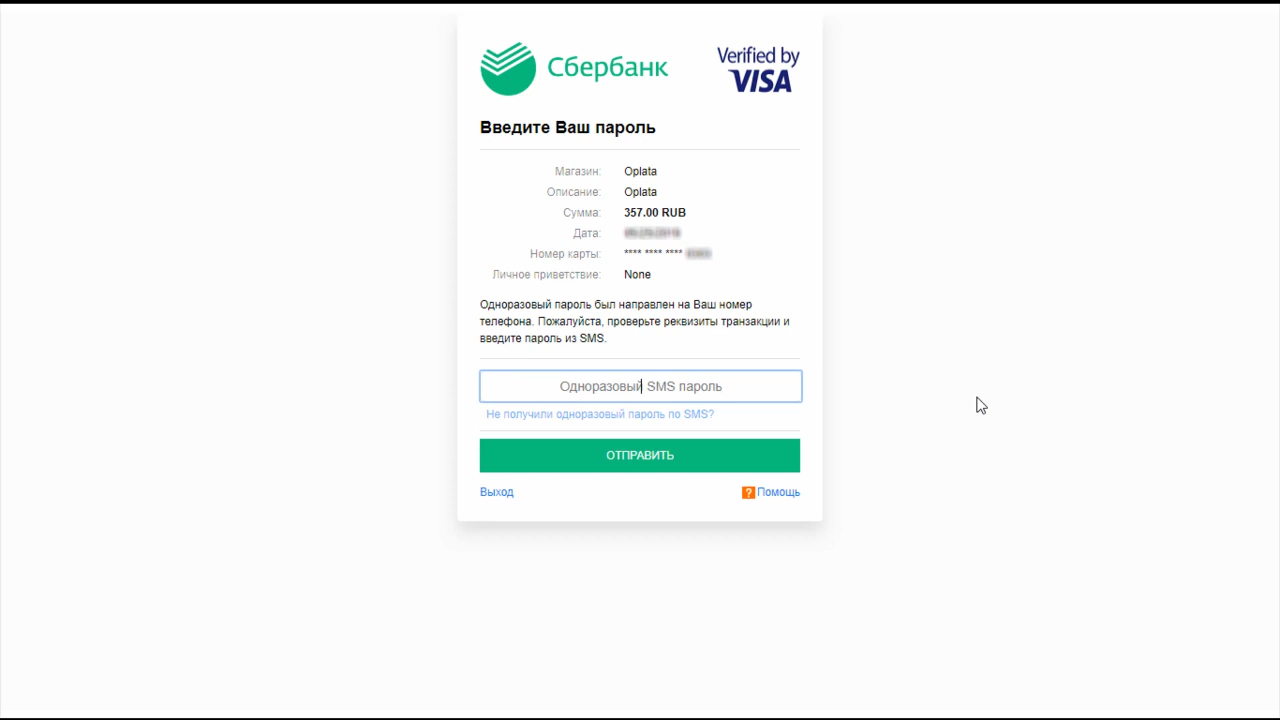 Сбербанк
Verified by
VISA
Введите Ваш пароль
Магазин: Oplata
Описание: Oplata
Сумма: 357.00 RUB
Дата:
Номер карты: **** **** ****
Личное приветствие: None
Одноразовый пароль был направлен на Ваш номер
телефона. Пожалуйста, проверьте реквизиты транзакции и
введите пароль из SMS.
Одноразовый SMS пароль
Не получили одноразовый пароль по SMS?
ОТПРАВИТЬ
Выход
? Помощь